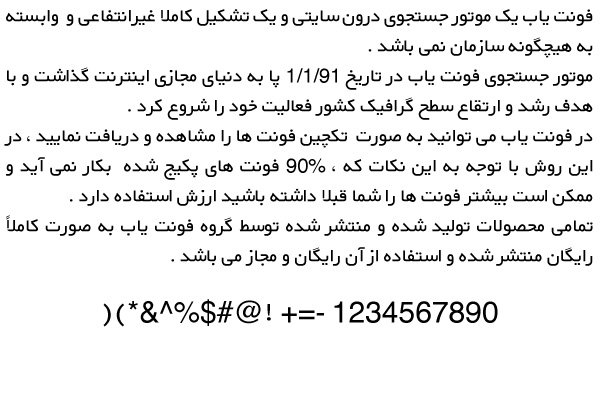 فونت یاب یک موتور جستجوی درون سایتی و یک تشکیل کاملا غیرانتفاعی و وابسته
به هیچگونه سازمان نمی باشد .
موتور جستجوی فونت یاب در تاریخ 1/1/91 پا به دنیای مجازی اینترنت گذاشت و با
هدف رشد و ارتقاع سطح گرافیک کشور فعالیت خود را شروع کرد .
در فونت یاب می توانید به صورت تکچین فونت ها را مشاهده و دریافت نمایید ، در
این روش با توجه به این نکات که ، %90 فونت های پکیج شده بکار نمی آید و
ممکن است بیشتر فونت ها را شما قبلا داشته باشید ارزش استفاده دارد .
تمامی محصولات تولید شده و منتشر شده توسط گروه فونت یاب به صورت کاملاً
رایگان منتشر شده و استفاده از آن رایگان و مجاز می باشد .
)(*&^%$#@! +=- 1234567890